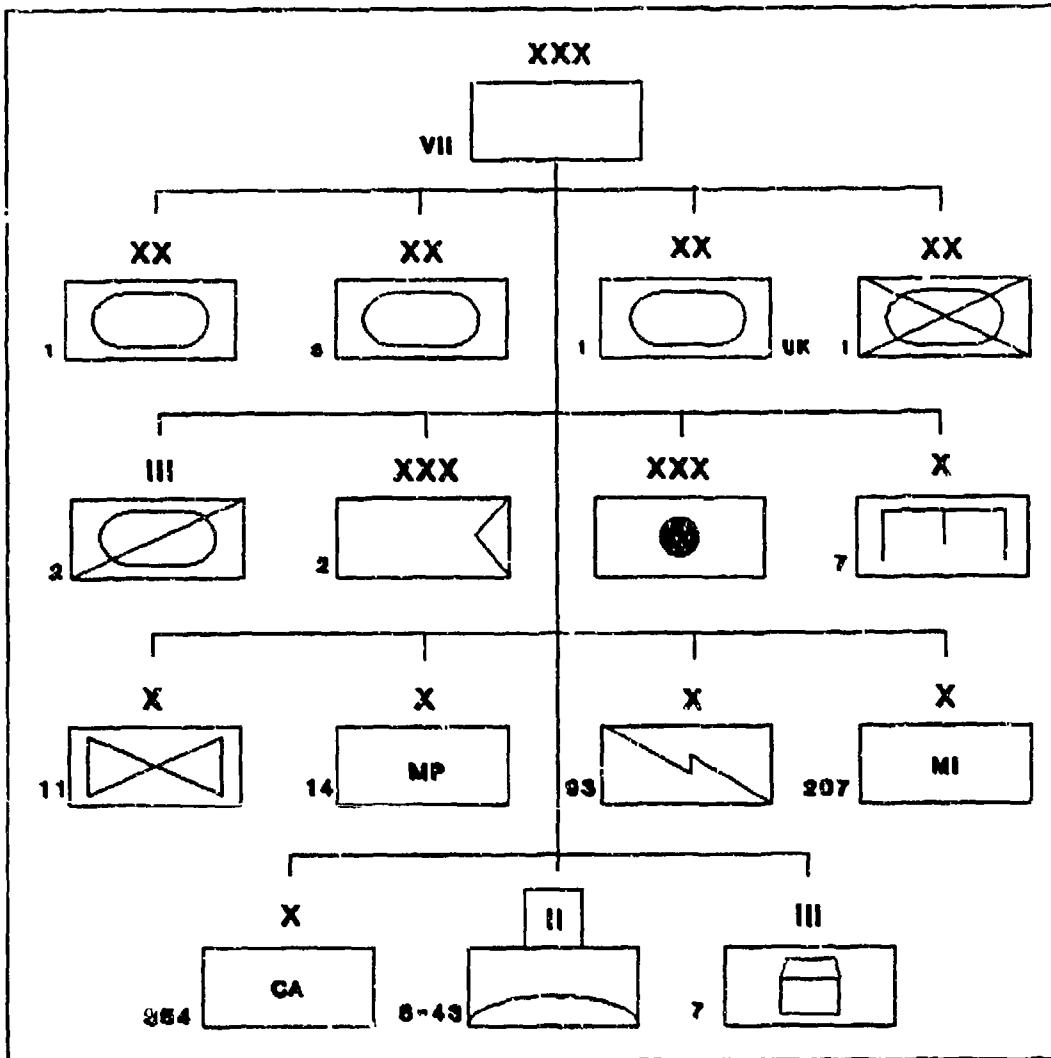 XXX
VII
XX XX XX XX
1 1 UK 1
III XXX XXX X
2 2 7
X X X X
11 14 MP 93 207 MI
X II III
CA 7